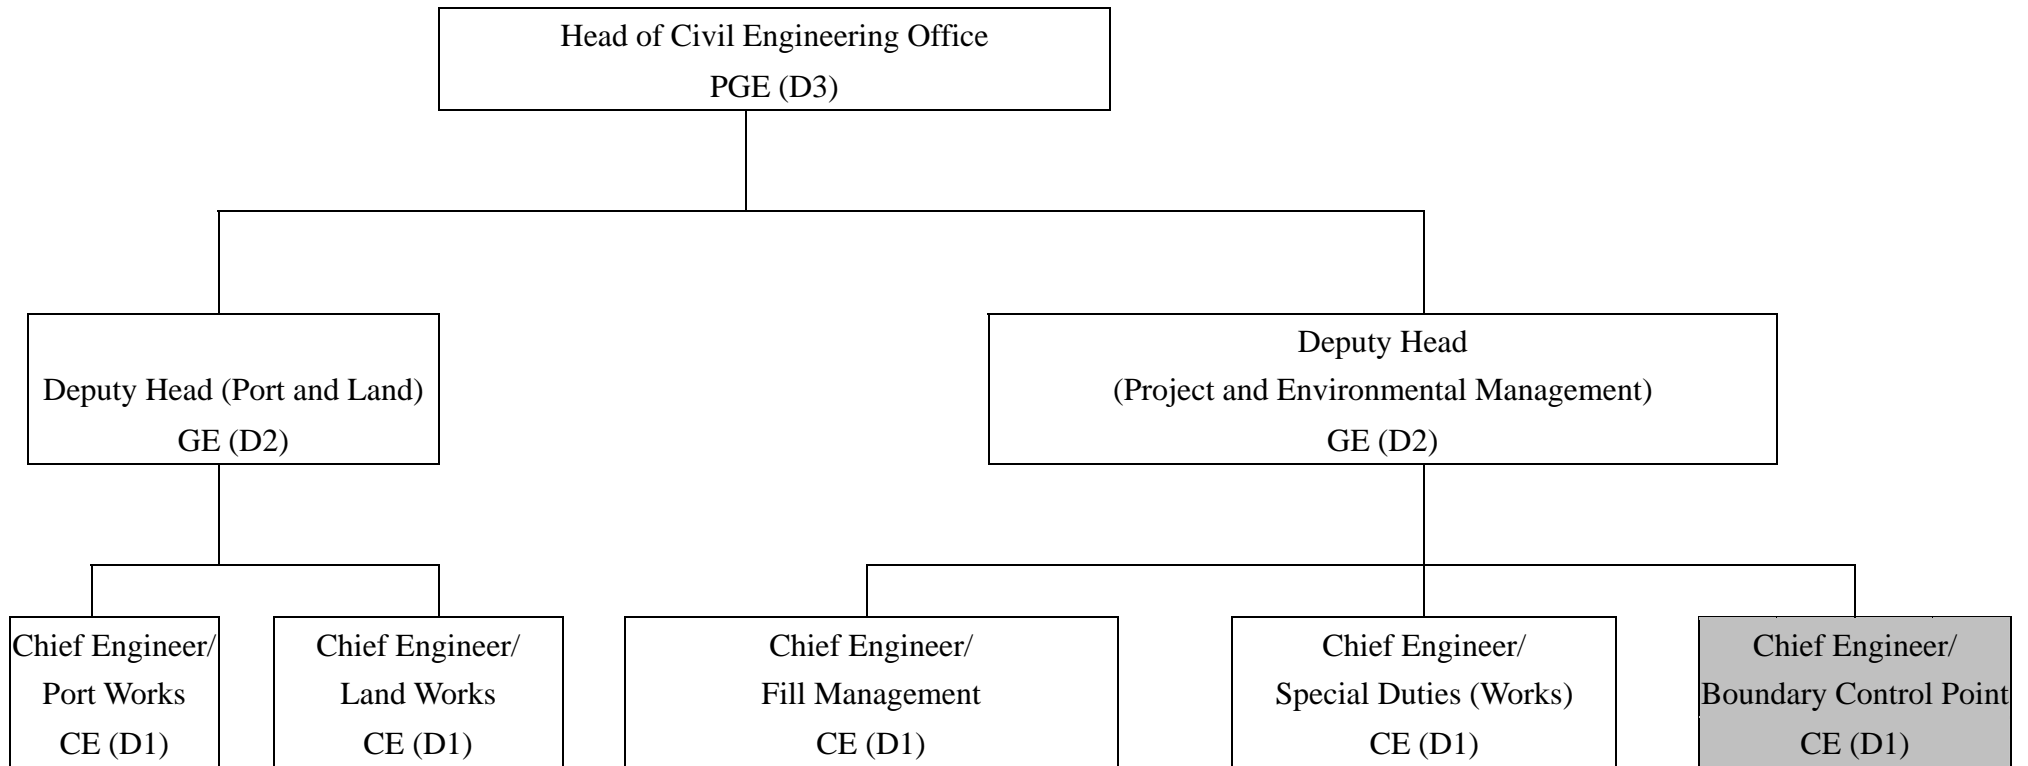 Head of Civil Engineering Office
PGE (D3)
Deputy Head (Port and Land)
GE (D2)
Deputy Head
(Project and Environmental Management)
GE (D2)
Chief Engineer/
Port Works
CE (D1)
Chief Engineer/
Land Works
CE (D1)
Chief Engineer/
Fill Management
CE (D1)
Chief Engineer/
Special Duties (Works)
CE (D1)
Chief Engineer/
Boundary Control Point
CE (D1)